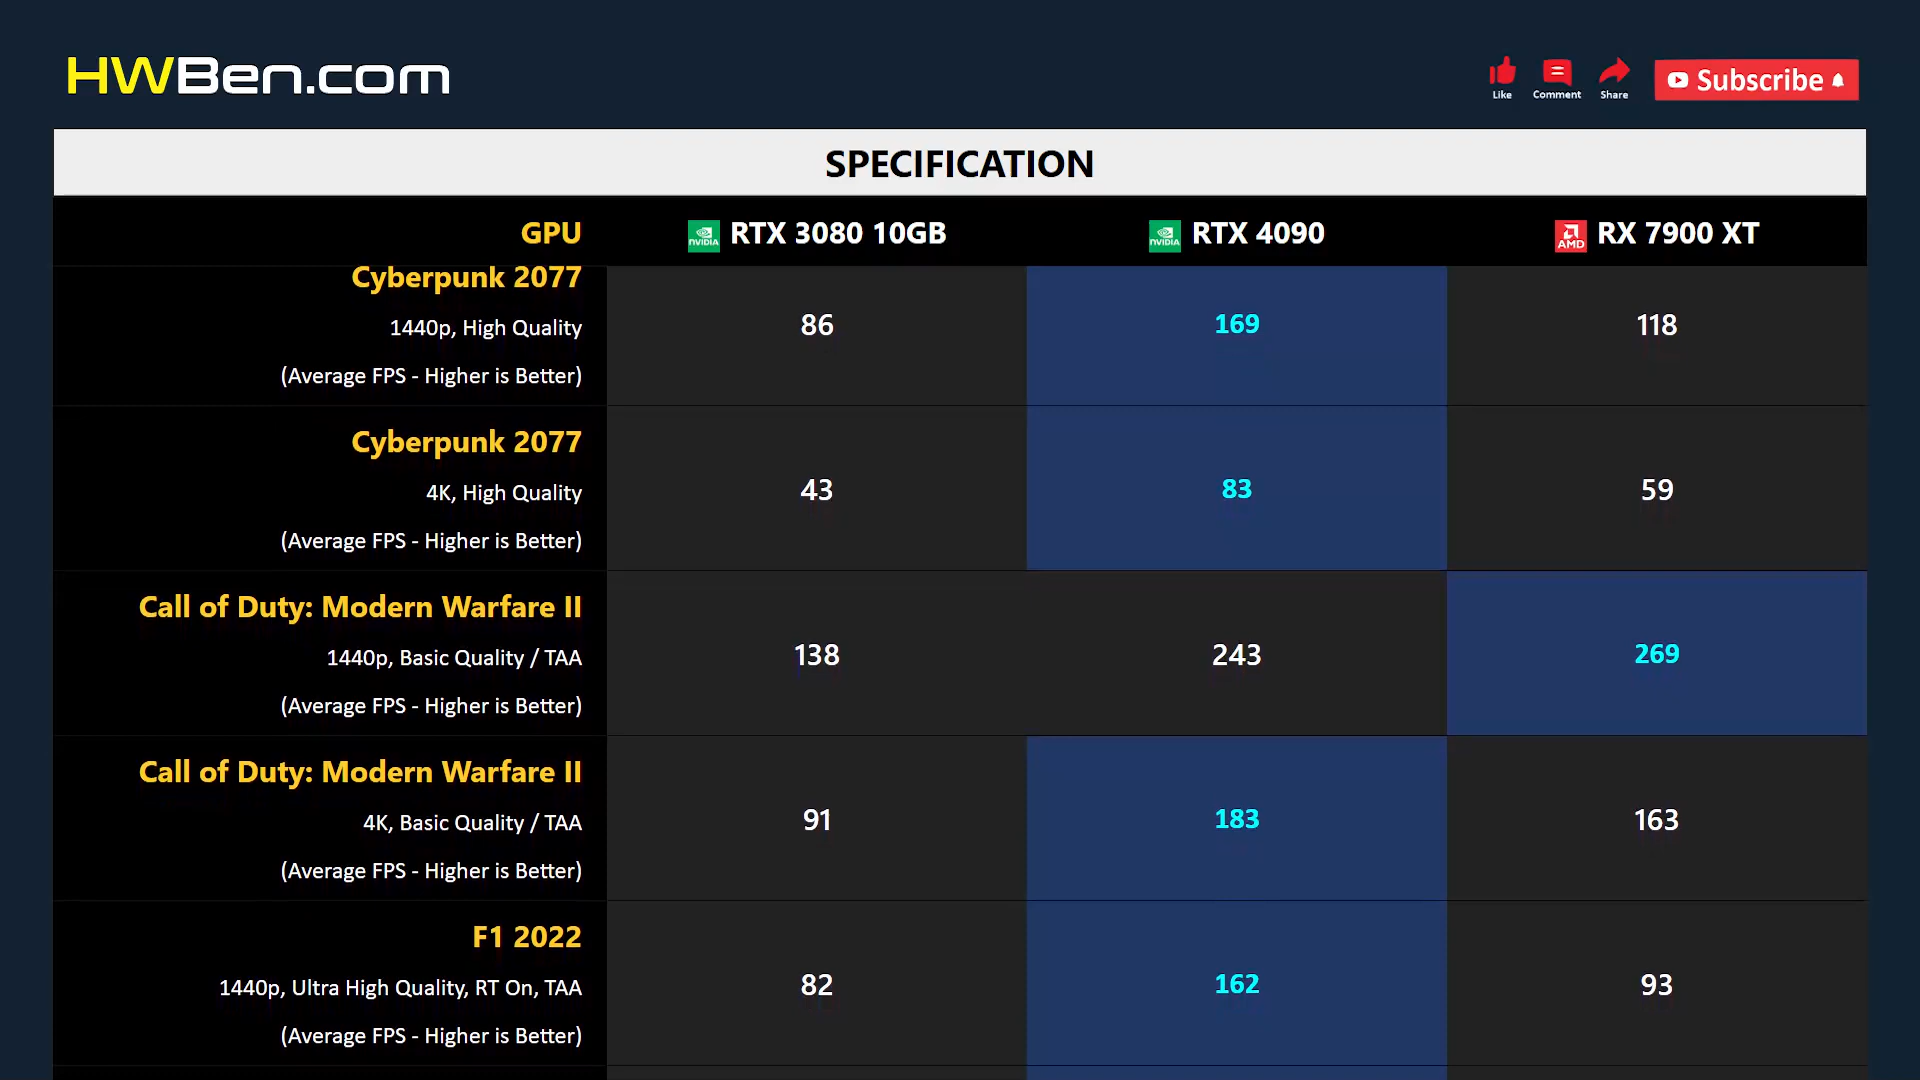 HWBen.com
Like
Comment
Share
Subscribe
SPECIFICATION
GPU
NVIDIA RTX 3080 10GB
NVIDIA RTX 4090
AMD RX 7900 XT
Cyberpunk 2077
1440p, High Quality
(Average FPS - Higher is Better)
86
169
118
Cyberpunk 2077
4K, High Quality
(Average FPS - Higher is Better)
43
83
59
Call of Duty: Modern Warfare II
1440p, Basic Quality / TAA
(Average FPS - Higher is Better)
138
243
269
Call of Duty: Modern Warfare II
4K, Basic Quality / TAA
(Average FPS - Higher is Better)
91
183
163
F1 2022
1440p, Ultra High Quality, RT On, TAA
(Average FPS - Higher is Better)
82
162
93